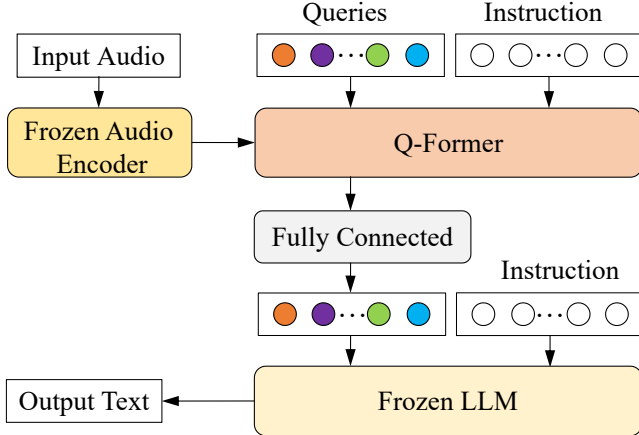 Queries
Instruction
Input Audio
Frozen Audio
Encoder
Q-Former
Fully Connected
Instruction
Output Text
Frozen LLM